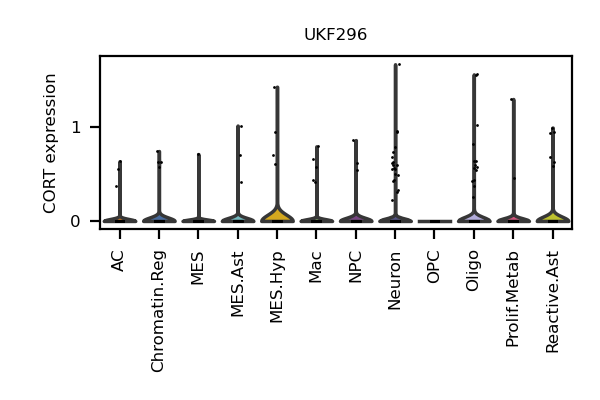 UKF296
CORT expression
1
0
AC
Chromatin.Reg
MES
MES.Ast
MES.Hyp
Mac
NPC
Neuron
OPC
Oligo
Prolif.Metab
Reactive.Ast